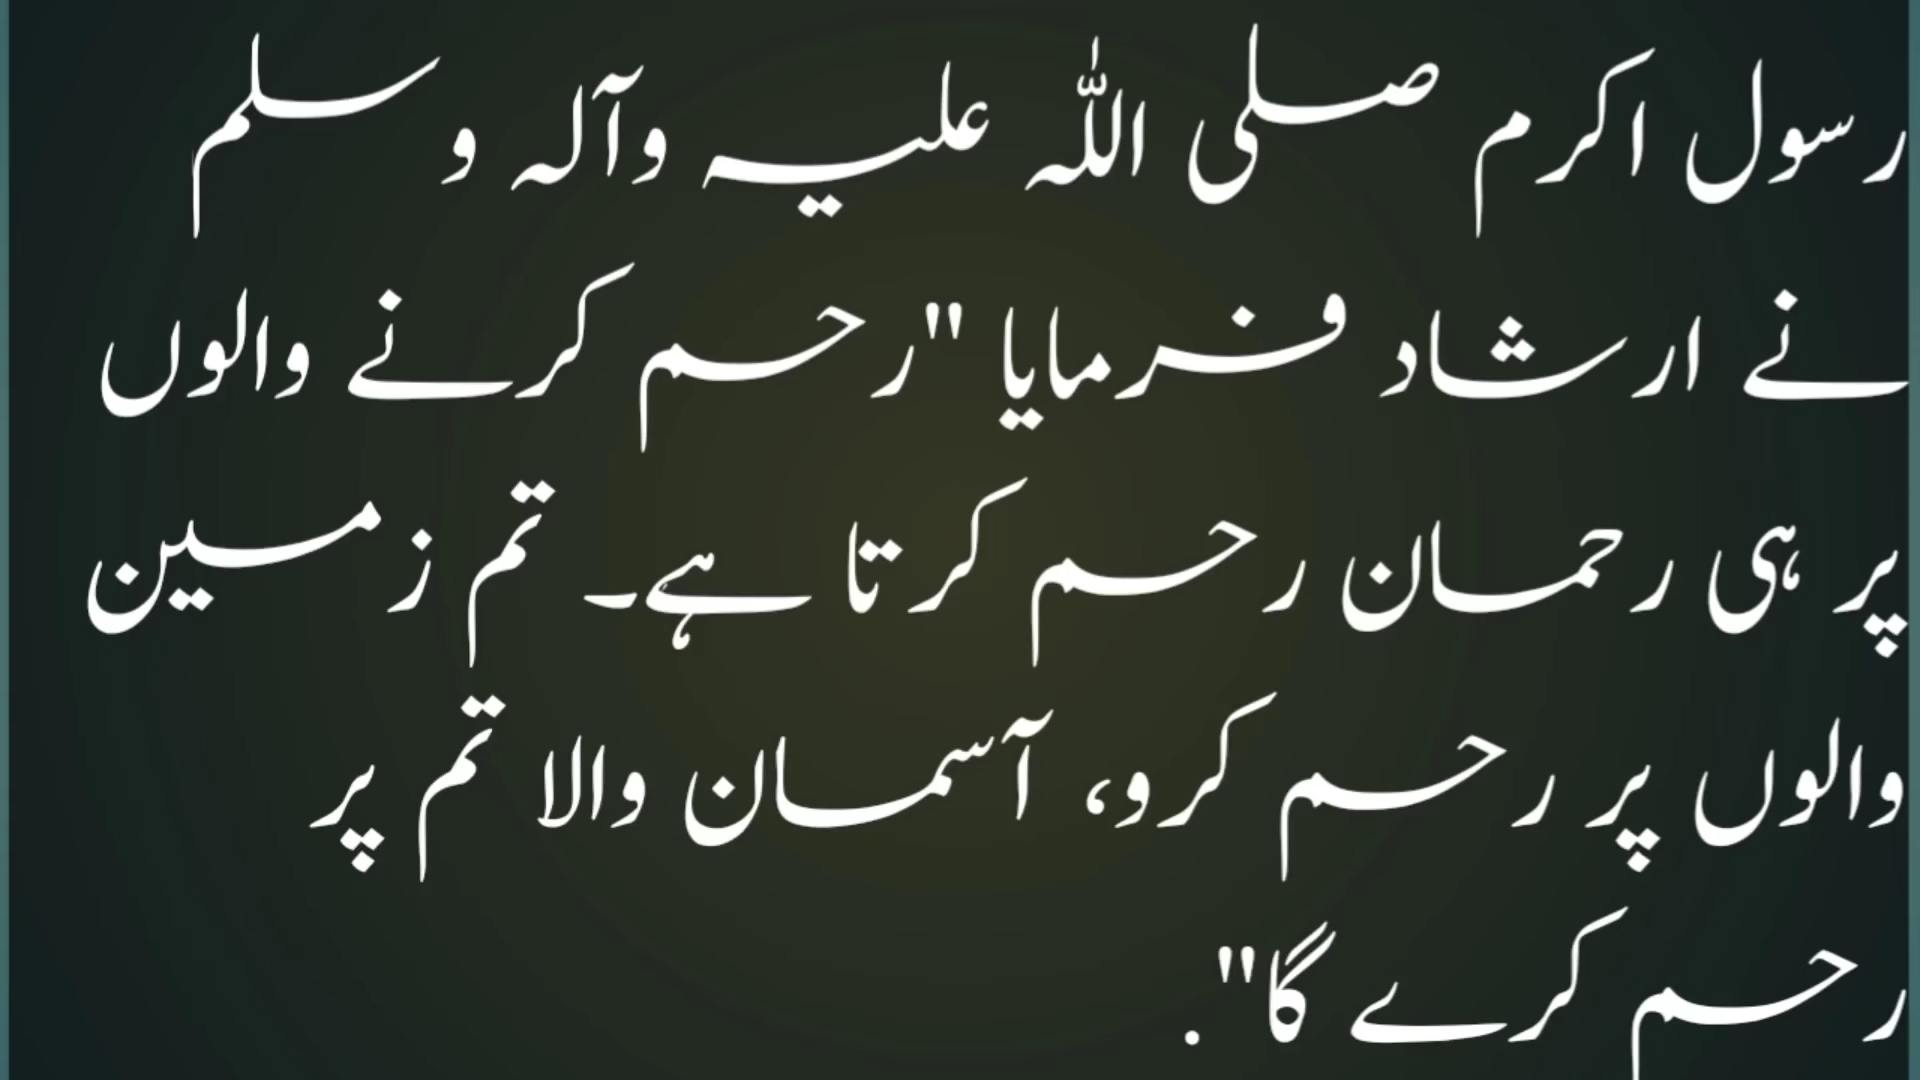 رسول اکرم صلی اللہ علیہ وآلہ وسلم
نے ارشاد فرمایا "رحم کرنے والوں
پر ہی رحمان رحم کرتا ہے۔ تم زمین
والوں پر رحم کرو، آسمان والا تم پر
رحم کرے گا".